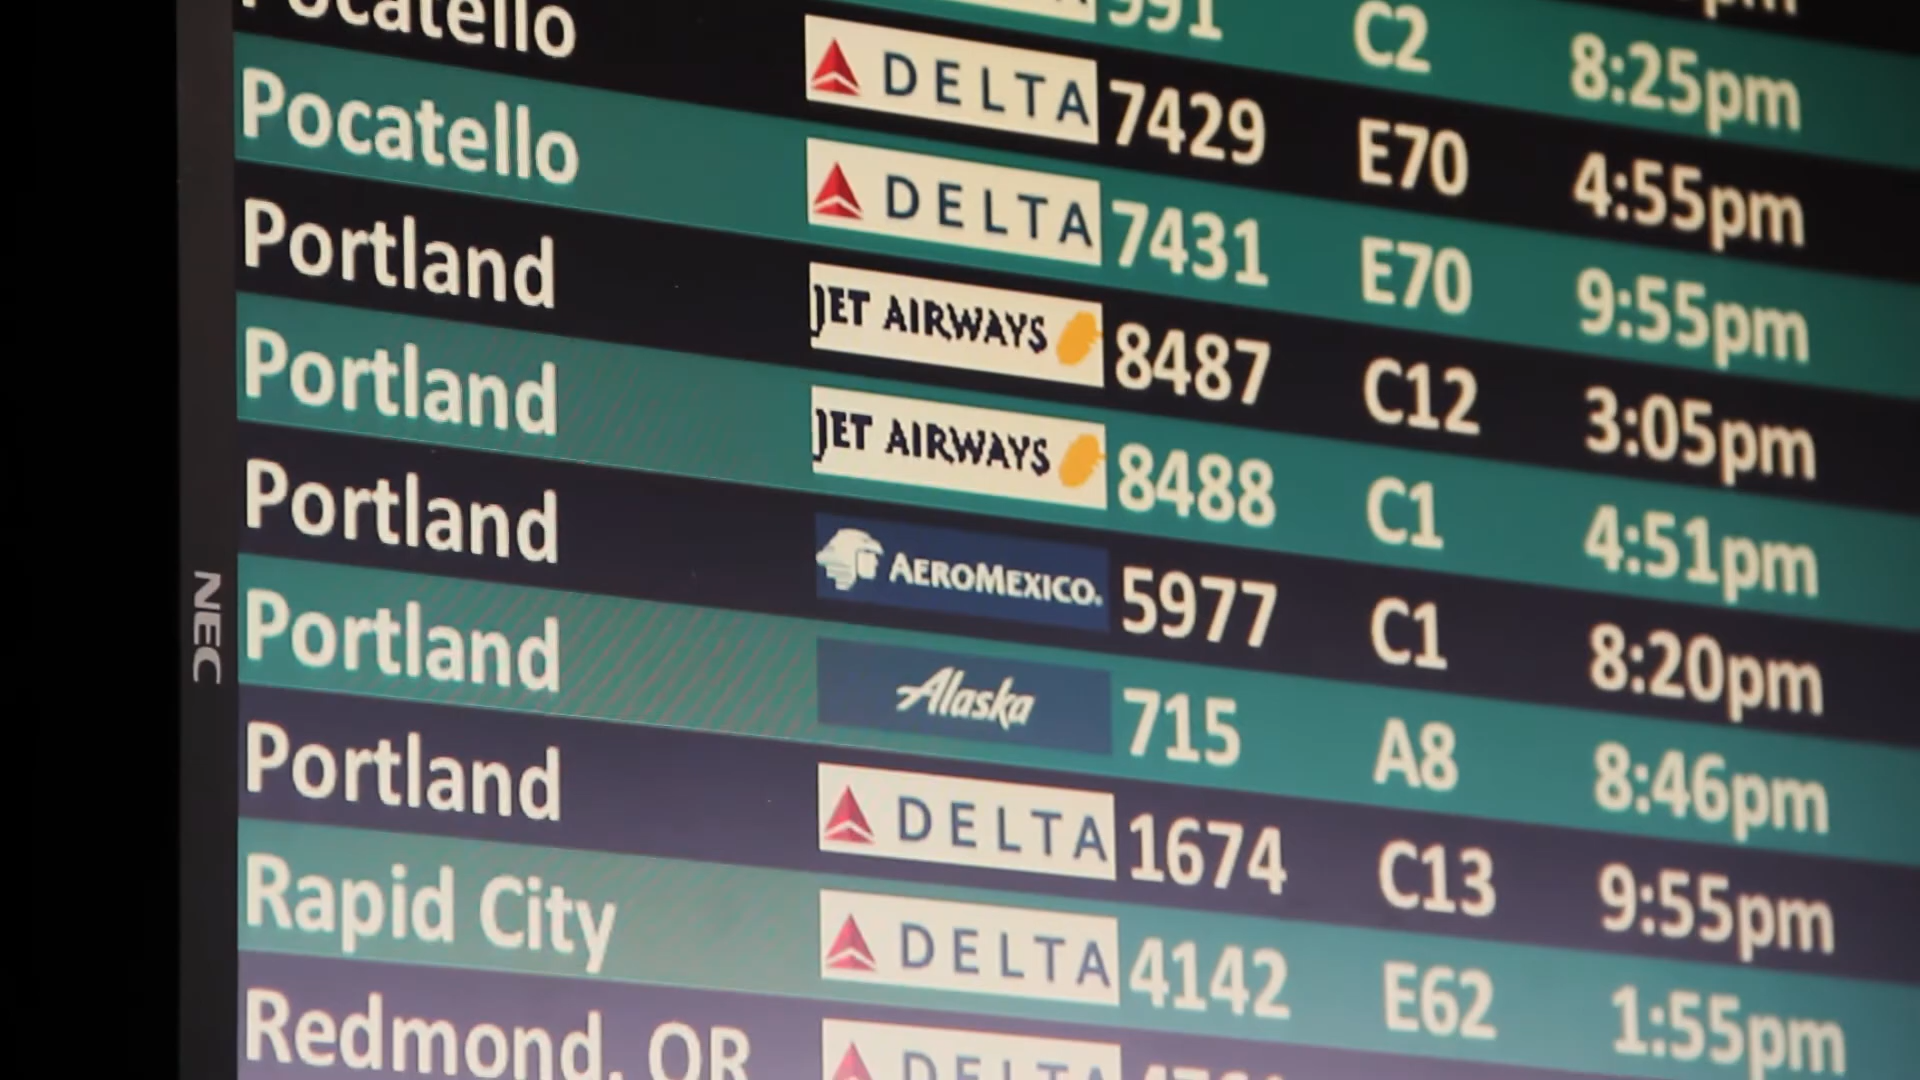 991 C2 8:25pm
Pocatello DELTA 7429 E70 4:55pm
Pocatello DELTA 7431 E70 9:55pm
Portland JET AIRWAYS 8487 C12 3:05pm
Portland JET AIRWAYS 8488 C1 4:51pm
Portland AEROMEXICO. 5977 C1 8:20pm
Portland Alaska 715 A8 8:46pm
Portland DELTA 1674 C13 9:55pm
Rapid City DELTA 4142 E62 1:55pm
Redmond, OR DELTA
NEC